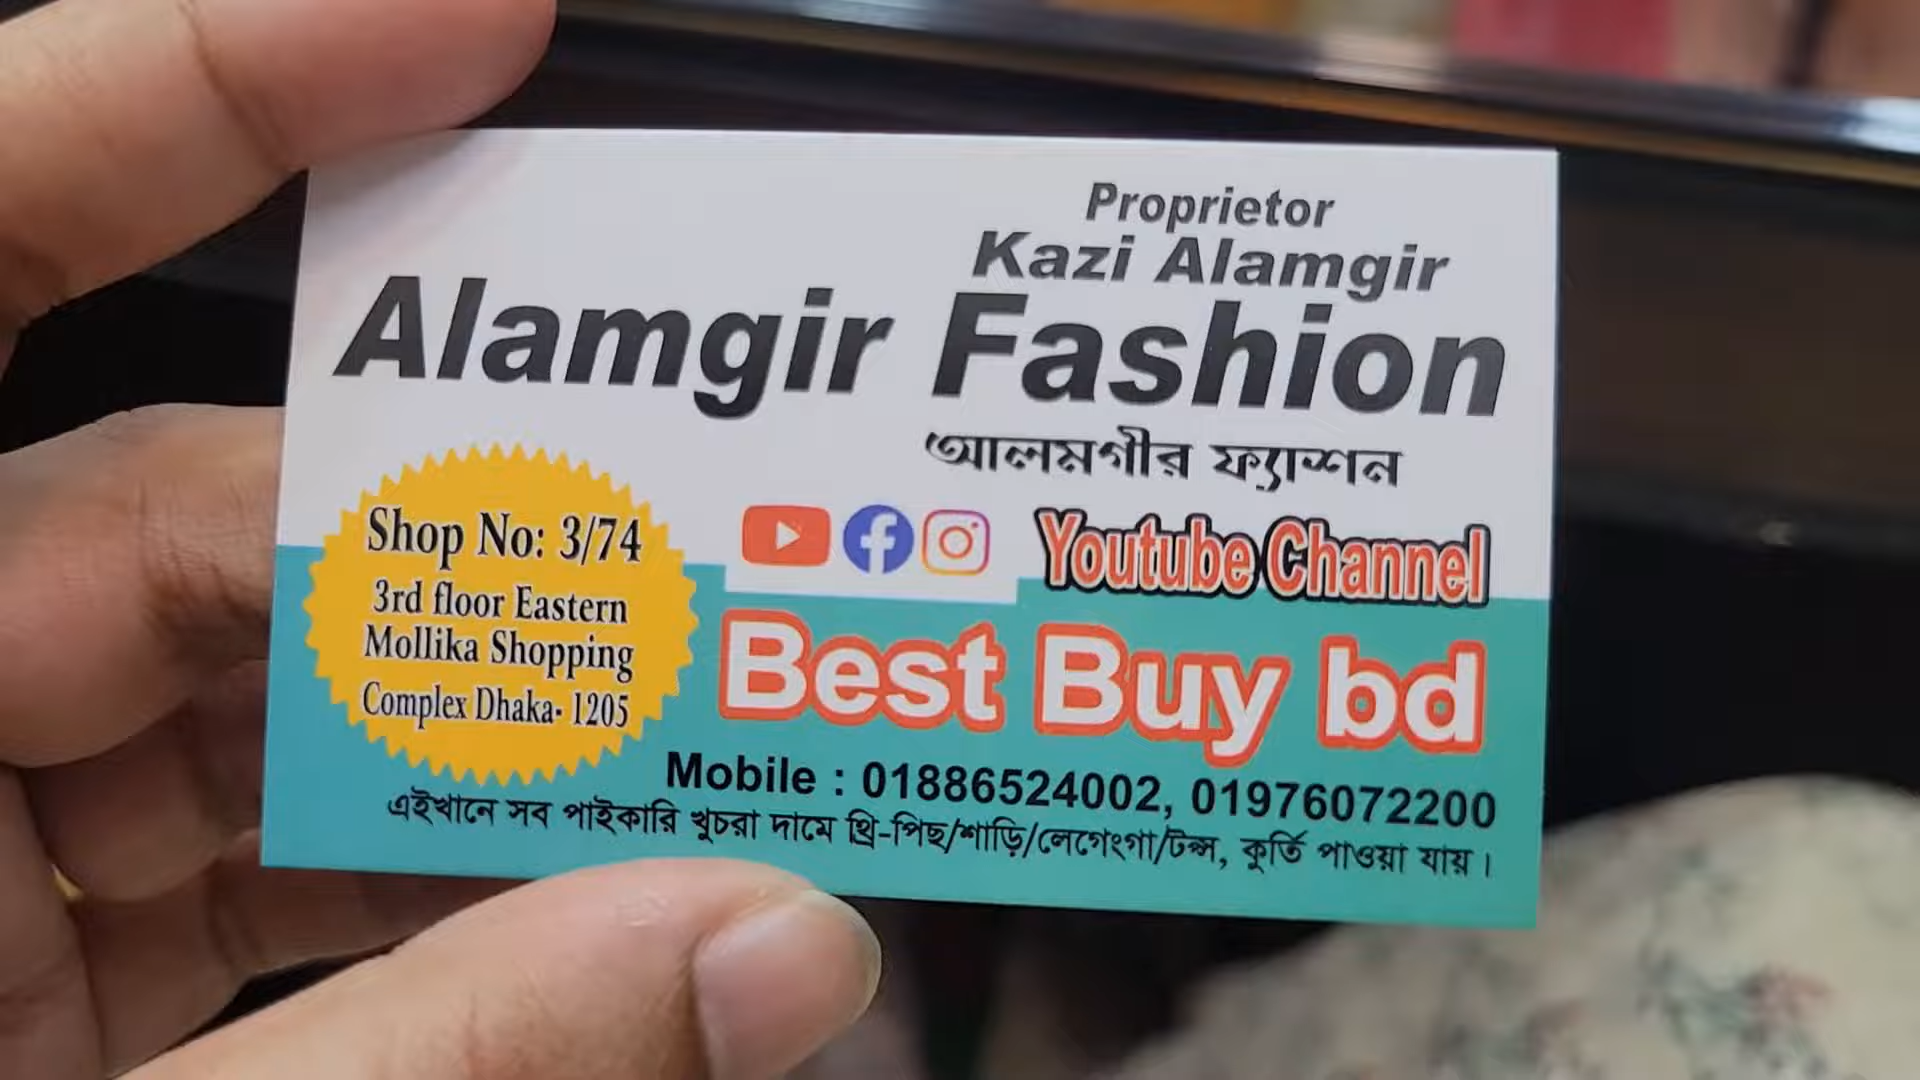 Proprietor
Kazi Alamgir
Alamgir Fashion
আলমগীর ফ্যাশন
Shop No: 3/74
3rd floor Eastern
Mollika Shopping
Complex Dhaka- 1205
Youtube Channel
Best Buy bd
Mobile : 01886524002, 01976072200
এইখানে সব পাইকারি খুচরা দামে থ্রি-পিছ/শাড়ি/লেগেংগা/টপ্স, কুর্তি পাওয়া যায়।